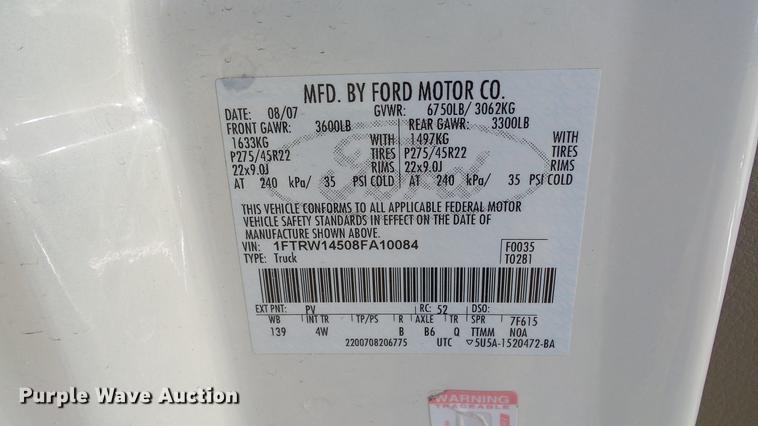 MFD. BY FORD MOTOR CO.
DATE: 08/07 GVWR: 6750LB/ 3062KG
FRONT GAWR: 3600LB REAR GAWR: 3300LB
1633KG WITH 1497KG WITH
P275/45R22 TIRES P275/45R22 TIRES
22x9.0J RIMS 22x9.0J RIMS
AT 240 kPa/ 35 PSI COLD AT 240 kPa/ 35 PSI COLD
Ford
THIS VEHICLE CONFORMS TO ALL APPLICABLE FEDERAL MOTOR
VEHICLE SAFETY STANDARDS IN EFFECT ON THE DATE OF
MANUFACTURE SHOWN ABOVE.
VIN: 1FTRW14508FA10084 F0035
TYPE: Truck T0281
EXT PNT: PV RC: 52 DSO:
WB INT TR TP/PS R AXLE TR SPR 7F615
139 4W B B6 Q TTMM NOA
2200708206775 UTC ▽5U5A-1520472-BA
WARNING
TRACEABLE
Purple Wave Auction